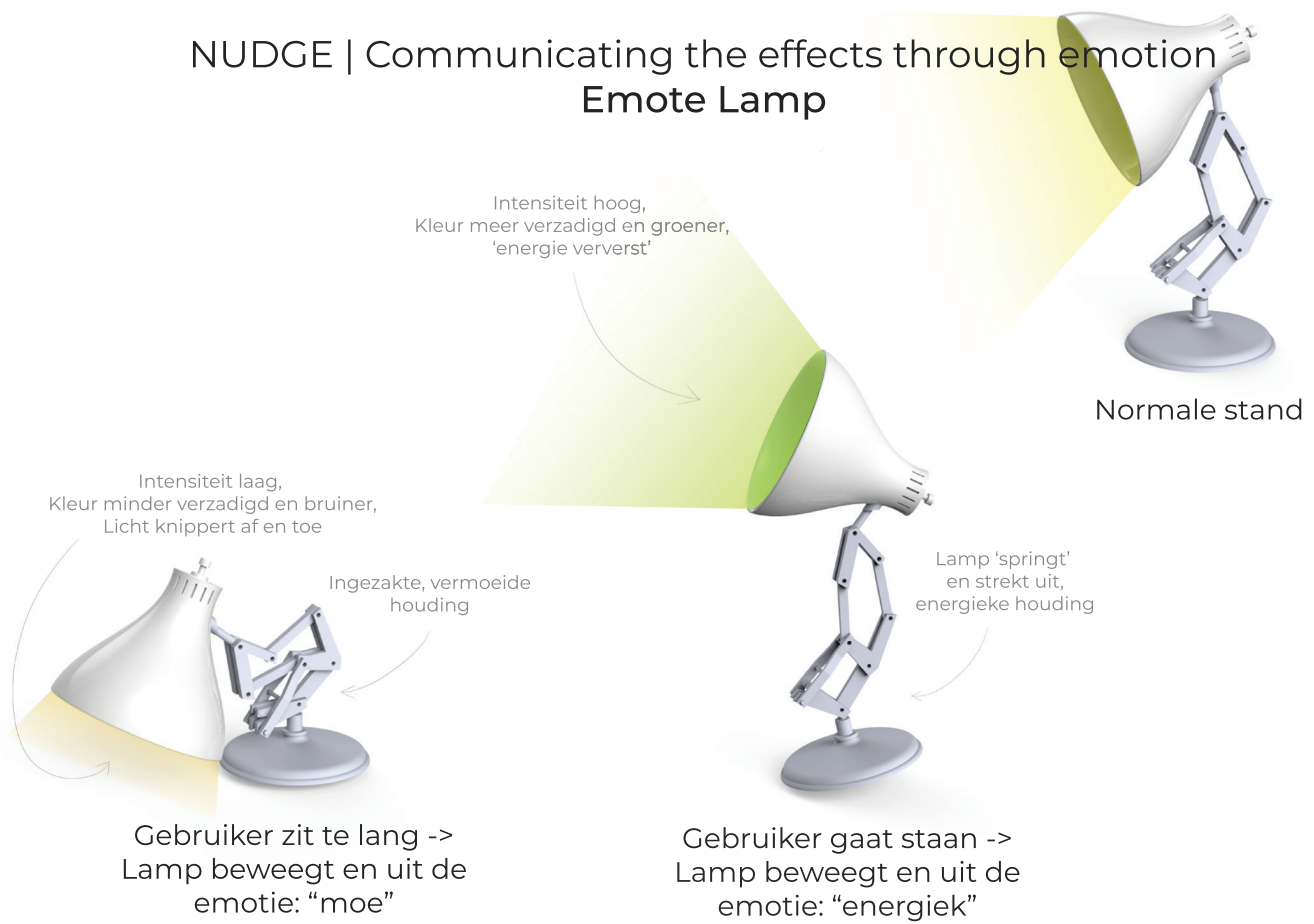 NUDGE | Communicating the effects through emotion
Emote Lamp
Intensiteit hoog,
Kleur meer verzadigd en groener,
‘energie ververst’
Normale stand
Intensiteit laag,
Kleur minder verzadigd en bruiner,
Licht knippert af en toe
Ingezakte, vermoeide
houding
Lamp ‘springt’
en strekt uit,
energieke houding
Gebruiker zit te lang ->
Lamp beweegt en uit de
emotie: “moe”
Gebruiker gaat staan ->
Lamp beweegt en uit de
emotie: “energiek”